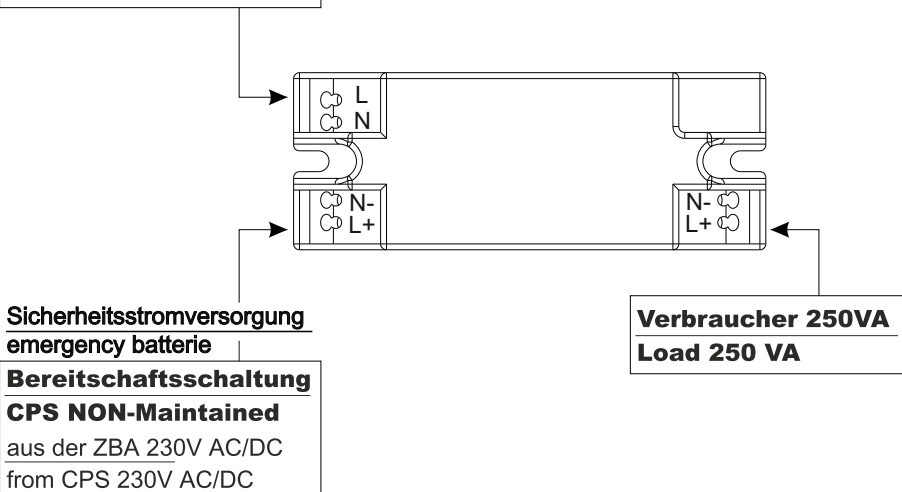 L
N
N-
L+
N-
L+
Sicherheitsstromversorgung
emergency batterie
Bereitschaftsschaltung
CPS NON-Maintained
aus der ZBA 230V AC/DC
from CPS 230V AC/DC
Verbraucher 250VA
Load 250 VA